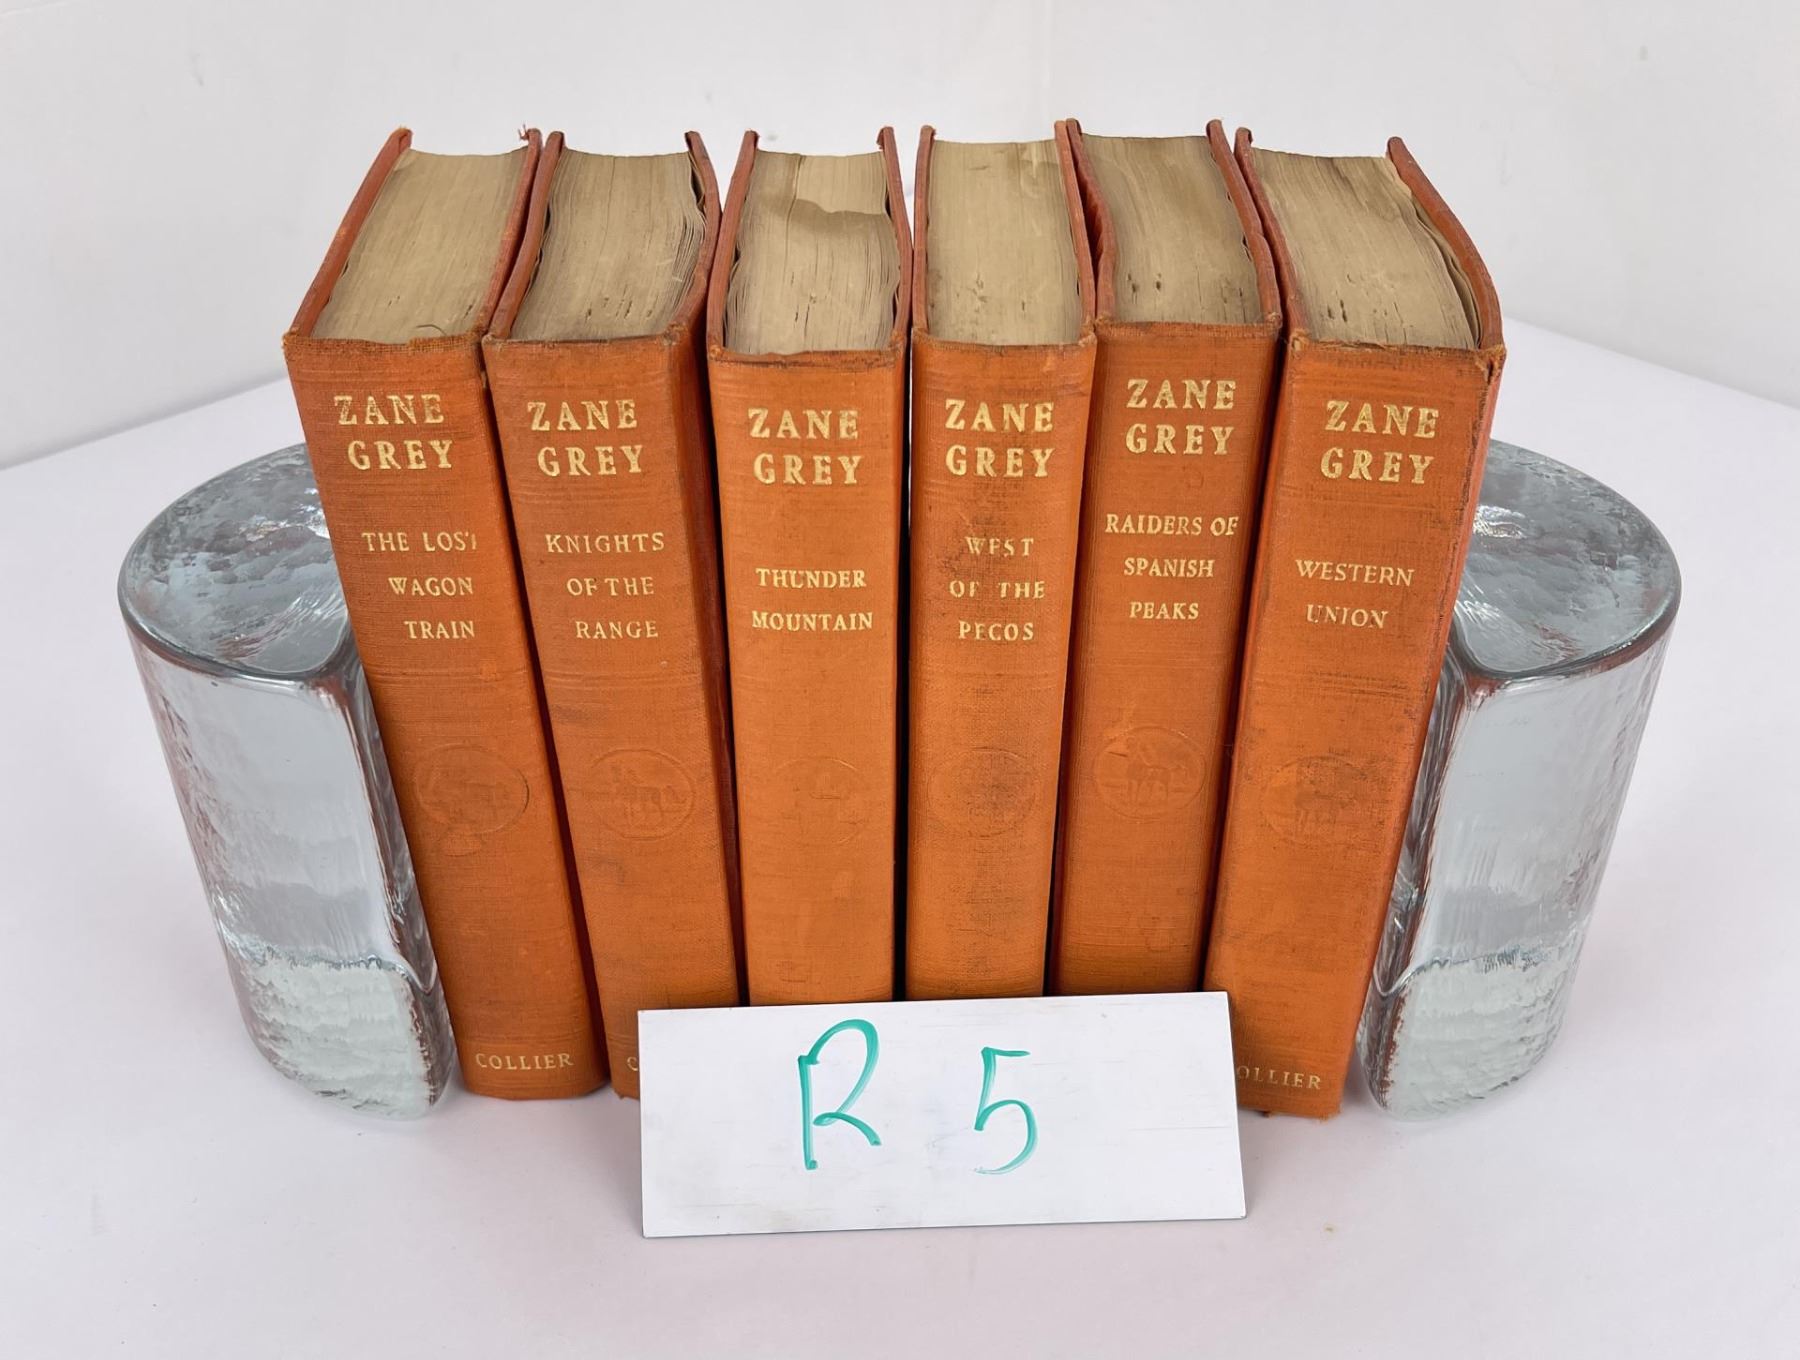 ZANE
GREY
THE LOST
WAGON
TRAIN
COLLIER
ZANE
GREY
KNIGHTS
OF THE
RANGE
C
ZANE
GREY
THUNDER
MOUNTAIN
ZANE
GREY
WEST
OF THE
PECOS
ZANE
GREY
RAIDERS OF
SPANISH
PEAKS
ZANE
GREY
WESTERN
UNION
OLLIER
R 5